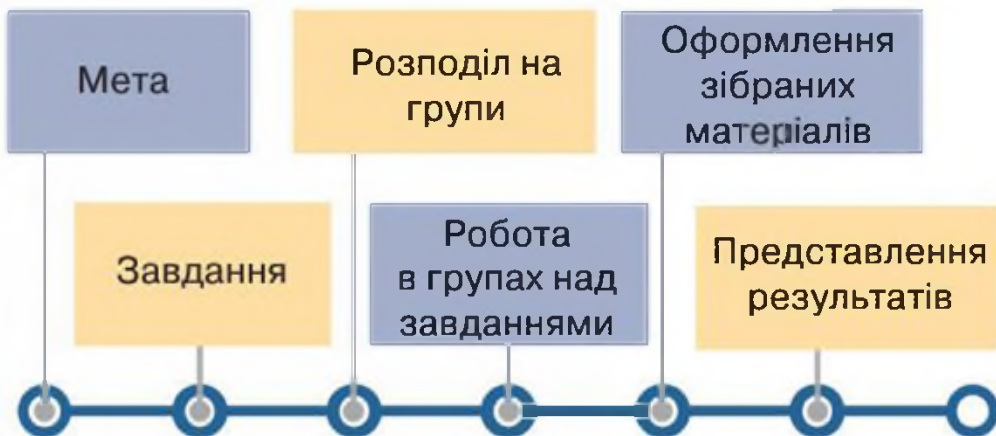 Мета
Завдання
Розподіл на
групи
Робота
в групах над
завданнями
Оформлення
зібраних
матеріалів
Представлення
результатів